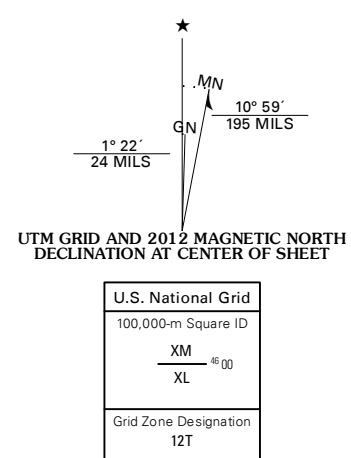 ★
MN
10° 59´
195 MILS
GN
1° 22´
24 MILS
UTM GRID AND 2012 MAGNETIC NORTH
DECLINATION AT CENTER OF SHEET
U.S. National Grid
100,000-m Square ID
XM
46 00
XL
Grid Zone Designation
12T